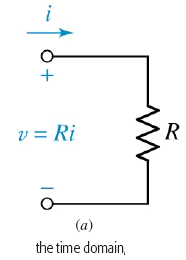 i
+
v = Ri
R
–
(a)
the time domain,